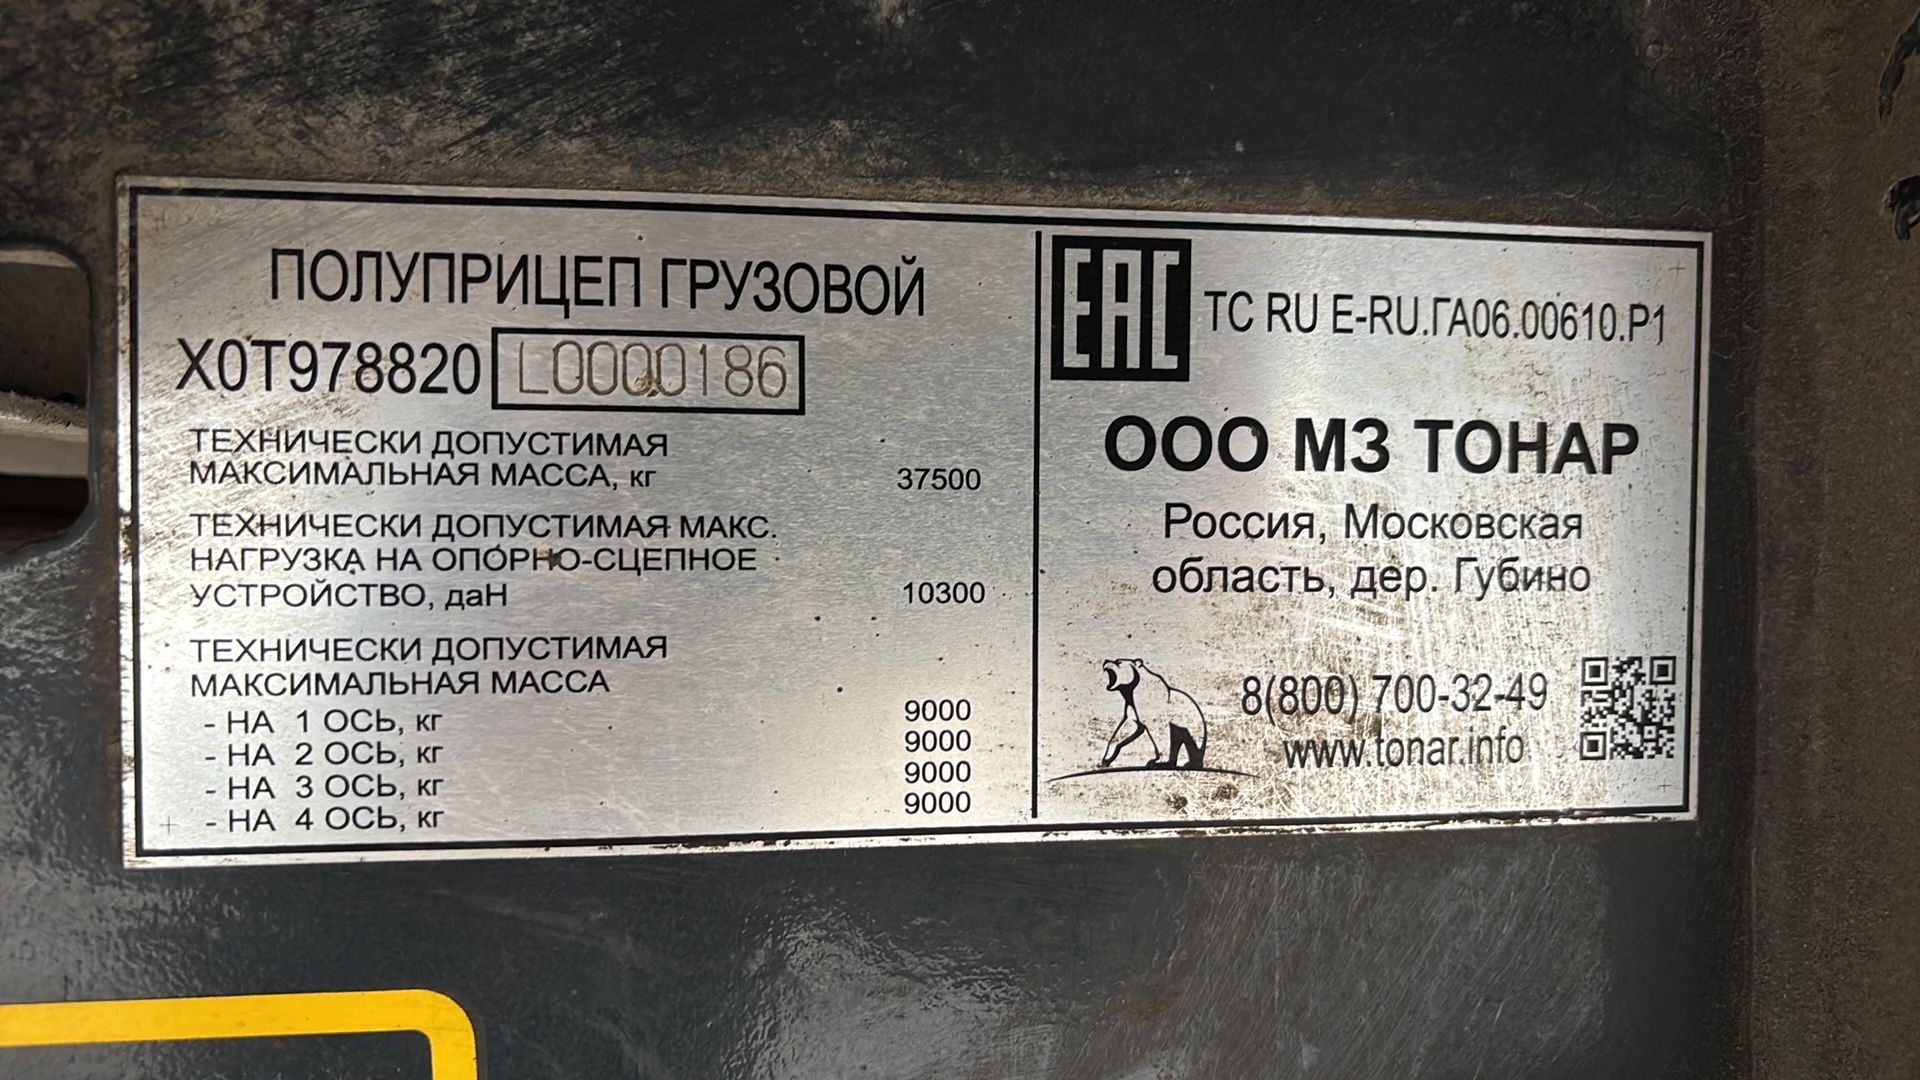 ПОЛУПРИЦЕП ГРУЗОВОЙ
X0T978820 L0000186
ТЕХНИЧЕСКИ ДОПУСТИМАЯ
МАКСИМАЛЬНАЯ МАССА, кг 37500
ТЕХНИЧЕСКИ ДОПУСТИМАЯ МАКС.
НАГРУЗКА НА ОПОРНО-СЦЕПНОЕ
УСТРОЙСТВО, даН 10300
ТЕХНИЧЕСКИ ДОПУСТИМАЯ
МАКСИМАЛЬНАЯ МАССА
- НА 1 ОСЬ, кг 9000
- НА 2 ОСЬ, кг 9000
- НА 3 ОСЬ, кг 9000
- НА 4 ОСЬ, кг 9000
EAC ТС RU E-RU.ГА06.00610.Р1
ООО МЗ ТОНАР
Россия, Московская
область, дер. Губино
8(800) 700-32-49
www.tonar.info